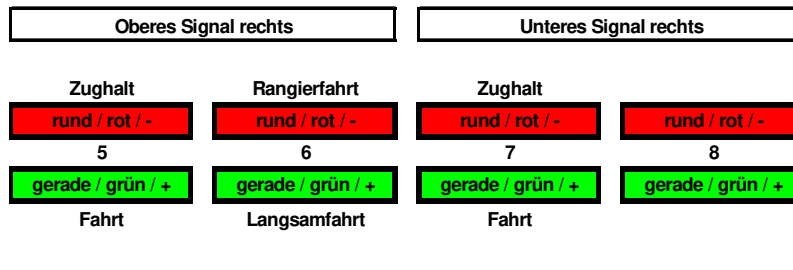 Oberes Signal rechts Unteres Signal rechts
Zughalt Rangierfahrt Zughalt
rund / rot / - rund / rot / - rund / rot / - rund / rot / -
5 6 7 8
gerade / grün / + gerade / grün / + gerade / grün / + gerade / grün / +
Fahrt Langsamfahrt Fahrt